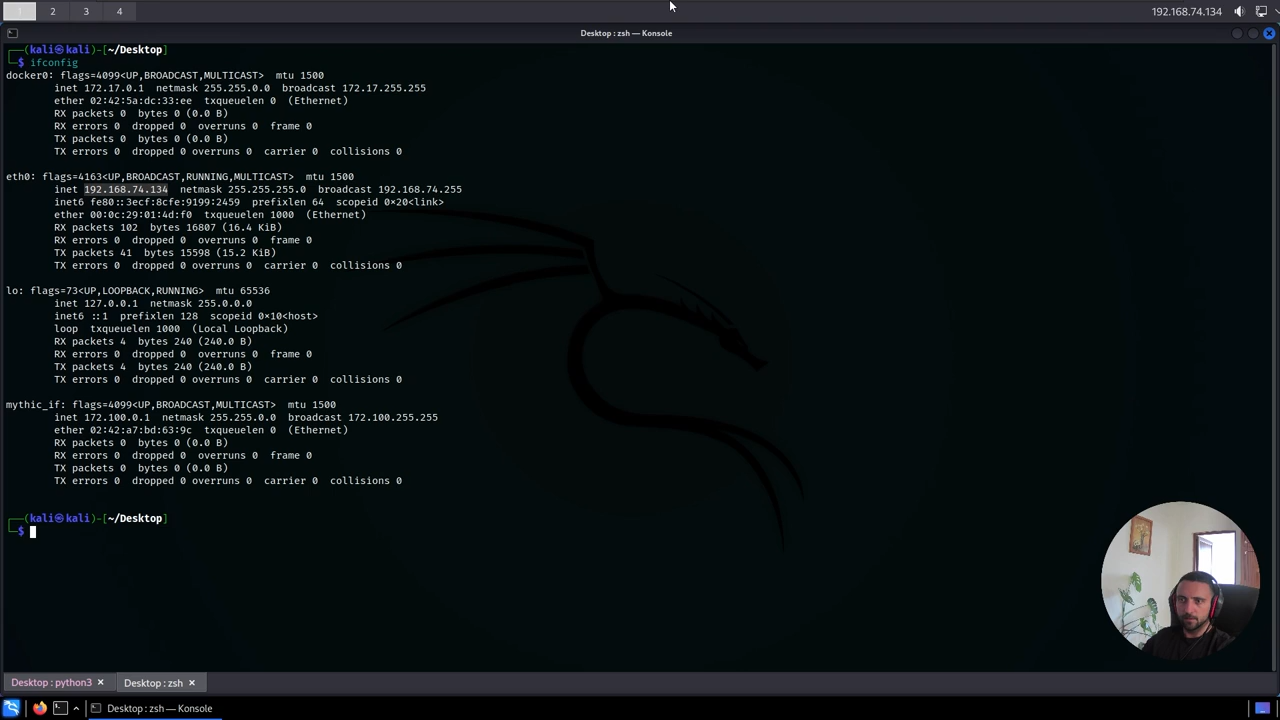 1 2 3 4 192.168.74.134
Desktop : zsh — Konsole
┌──(kali㉿kali)-[~/Desktop]
└─$ ifconfig
docker0: flags=4099<UP,BROADCAST,MULTICAST>  mtu 1500
        inet 172.17.0.1  netmask 255.255.0.0  broadcast 172.17.255.255
        ether 02:42:5a:dc:33:ee  txqueuelen 0  (Ethernet)
        RX packets 0  bytes 0 (0.0 B)
        RX errors 0  dropped 0  overruns 0  frame 0
        TX packets 0  bytes 0 (0.0 B)
        TX errors 0  dropped 0 overruns 0  carrier 0  collisions 0
eth0: flags=4163<UP,BROADCAST,RUNNING,MULTICAST>  mtu 1500
        inet 192.168.74.134  netmask 255.255.255.0  broadcast 192.168.74.255
        inet6 fe80::3ecf:8cfe:9199:2459  prefixlen 64  scopeid 0×20<link>
        ether 00:0c:29:01:4d:f0  txqueuelen 1000  (Ethernet)
        RX packets 102  bytes 16807 (16.4 KiB)
        RX errors 0  dropped 0  overruns 0  frame 0
        TX packets 41  bytes 15598 (15.2 KiB)
        TX errors 0  dropped 0 overruns 0  carrier 0  collisions 0
lo: flags=73<UP,LOOPBACK,RUNNING>  mtu 65536
        inet 127.0.0.1  netmask 255.0.0.0
        inet6 ::1  prefixlen 128  scopeid 0×10<host>
        loop  txqueuelen 1000  (Local Loopback)
        RX packets 4  bytes 240 (240.0 B)
        RX errors 0  dropped 0  overruns 0  frame 0
        TX packets 4  bytes 240 (240.0 B)
        TX errors 0  dropped 0 overruns 0  carrier 0  collisions 0
mythic_if: flags=4099<UP,BROADCAST,MULTICAST>  mtu 1500
        inet 172.100.0.1  netmask 255.255.0.0  broadcast 172.100.255.255
        ether 02:42:a7:bd:63:9c  txqueuelen 0  (Ethernet)
        RX packets 0  bytes 0 (0.0 B)
        RX errors 0  dropped 0  overruns 0  frame 0
        TX packets 0  bytes 0 (0.0 B)
        TX errors 0  dropped 0 overruns 0  carrier 0  collisions 0
┌──(kali㉿kali)-[~/Desktop]
└─$
Desktop : python3 Desktop : zsh
Desktop : zsh — Konsole